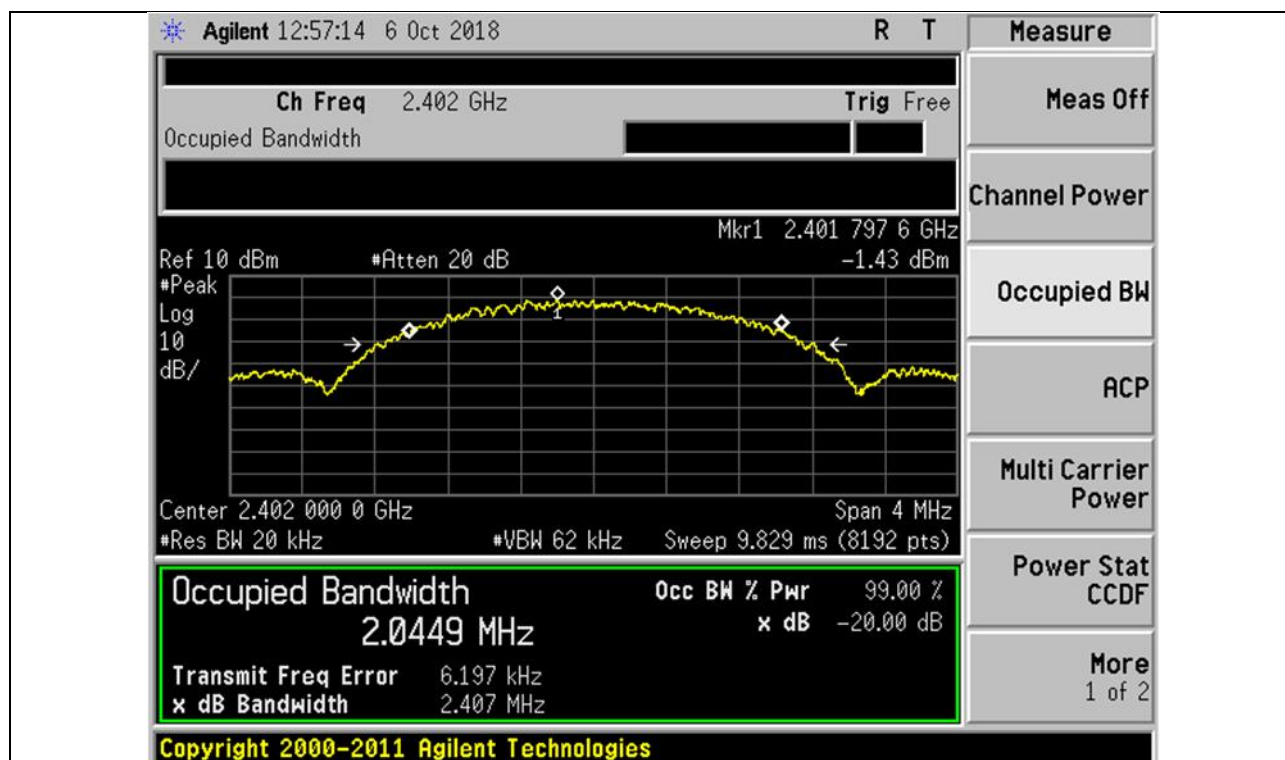 Agilent 12:57:14 6 Oct 2018 R T
Measure
Ch Freq 2.402 GHz Trig Free
Occupied Bandwidth
Meas Off
Channel Power
Occupied BW
ACP
Multi Carrier
Power
Power Stat
CCDF
More
1 of 2
Mkr1 2.401 797 6 GHz
Ref 10 dBm #Atten 20 dB -1.43 dBm
#Peak
Log
10
dB/
1
Center 2.402 000 0 GHz Span 4 MHz
#Res BW 20 kHz #VBW 62 kHz Sweep 9.829 ms (8192 pts)
Occupied Bandwidth Occ BW % Pwr 99.00 %
2.0449 MHz x dB -20.00 dB
Transmit Freq Error 6.197 kHz
x dB Bandwidth 2.407 MHz
Copyright 2000-2011 Agilent Technologies